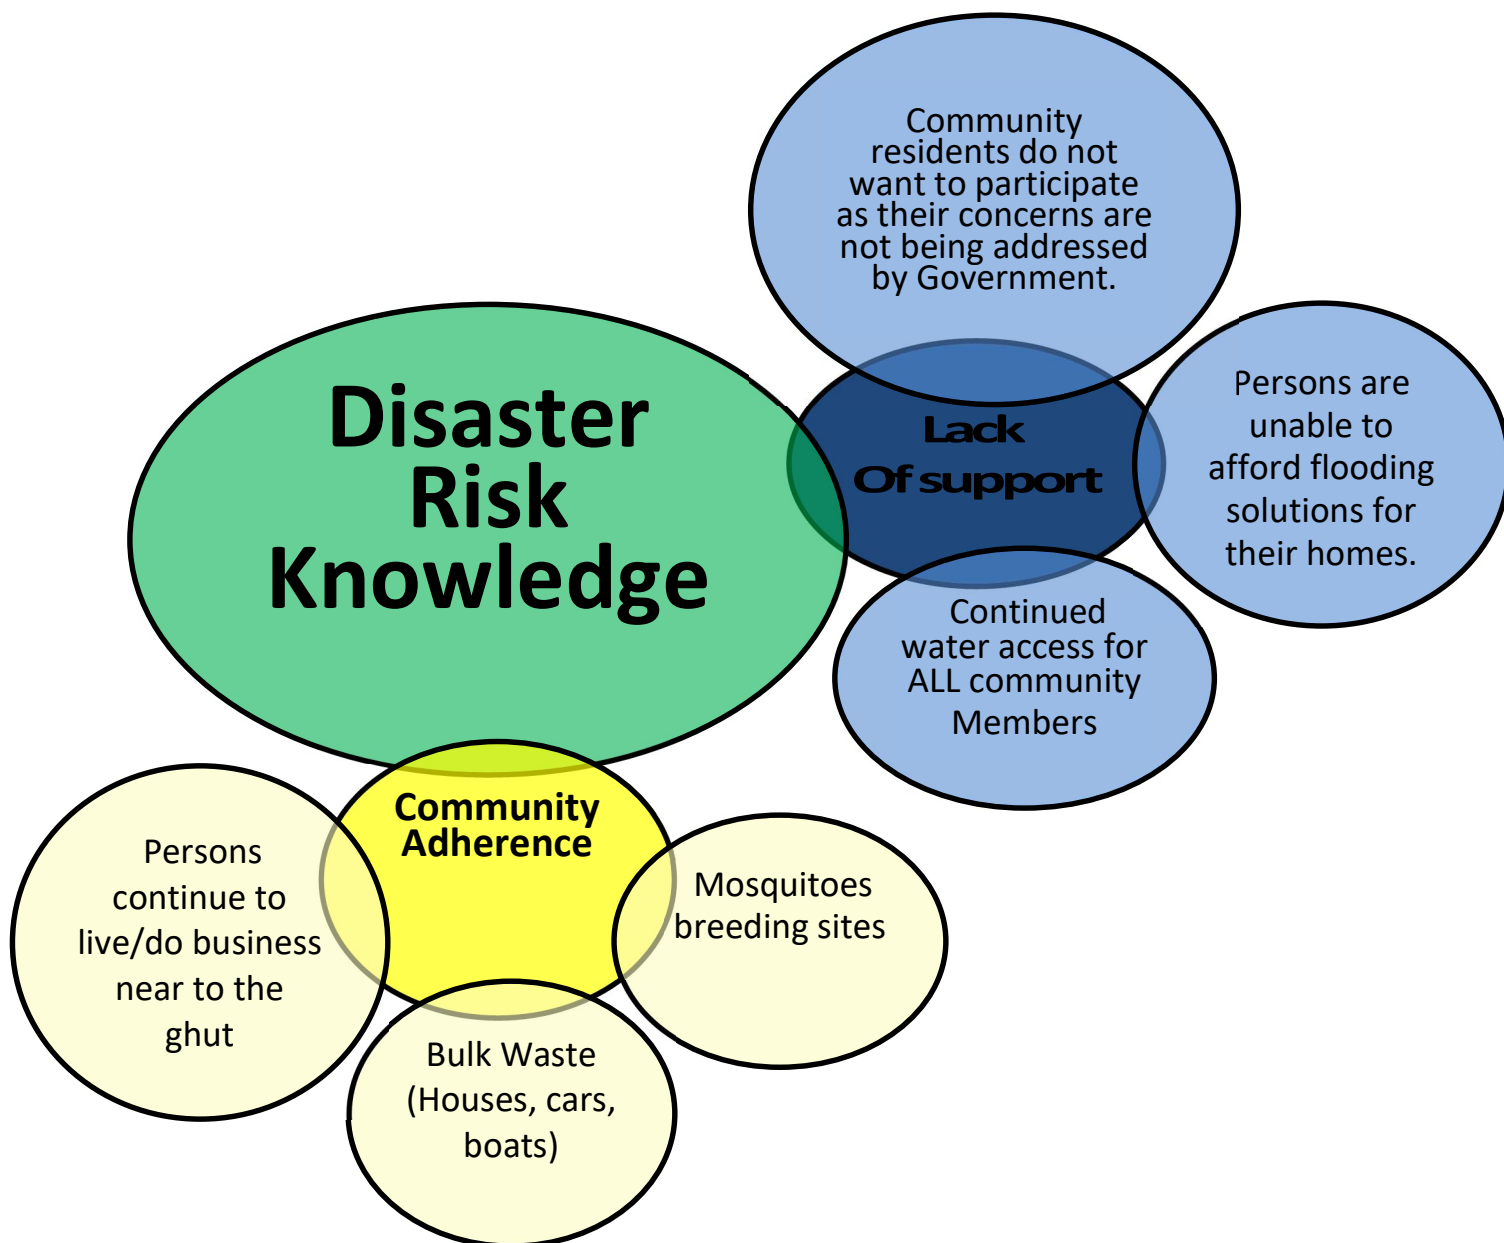 Community
residents do not
want to participate
as their concerns are
not being addressed
by Government.
Disaster
Risk
Knowledge
Lack
Of support
Persons are
unable to
afford flooding
solutions for
their homes.
Continued
water access for
ALL community
Members
Community
Adherence
Persons
continue to
live/do business
near to the
ghut
Mosquitoes
breeding sites
Bulk Waste
(Houses, cars,
boats)